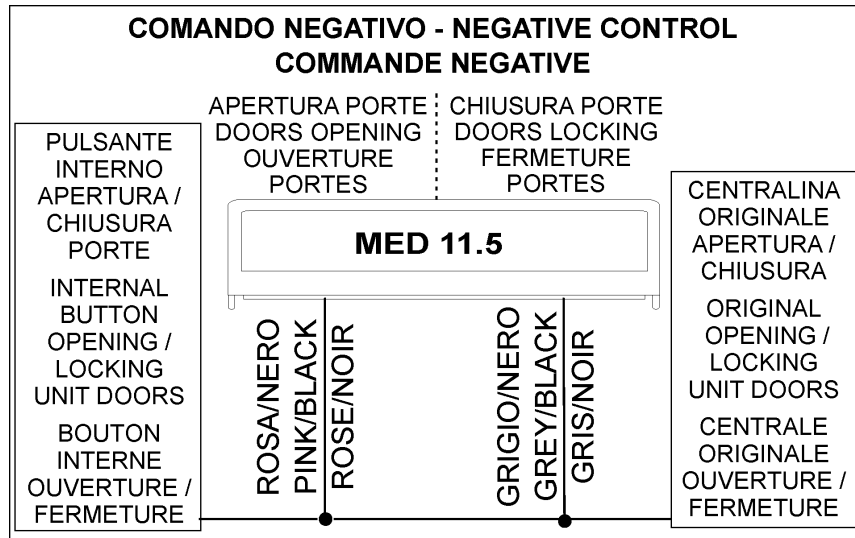 COMANDO NEGATIVO - NEGATIVE CONTROL
COMMANDE NEGATIVE
APERTURA PORTE
DOORS OPENING
OUVERTURE
PORTES
CHIUSURA PORTE
DOORS LOCKING
FERMETURE
PORTES
PULSANTE
INTERNO
APERTURA /
CHIUSURA
PORTE
INTERNAL
BUTTON
OPENING /
LOCKING
UNIT DOORS
BOUTON
INTERNE
OUVERTURE /
FERMETURE
MED 11.5
ROSA/NERO
PINK/BLACK
ROSE/NOIR
GRIGIO/NERO
GREY/BLACK
GRIS/NOIR
CENTRALINA
ORIGINALE
APERTURA /
CHIUSURA
ORIGINAL
OPENING /
LOCKING
UNIT DOORS
CENTRALE
ORIGINALE
OUVERTURE /
FERMETURE